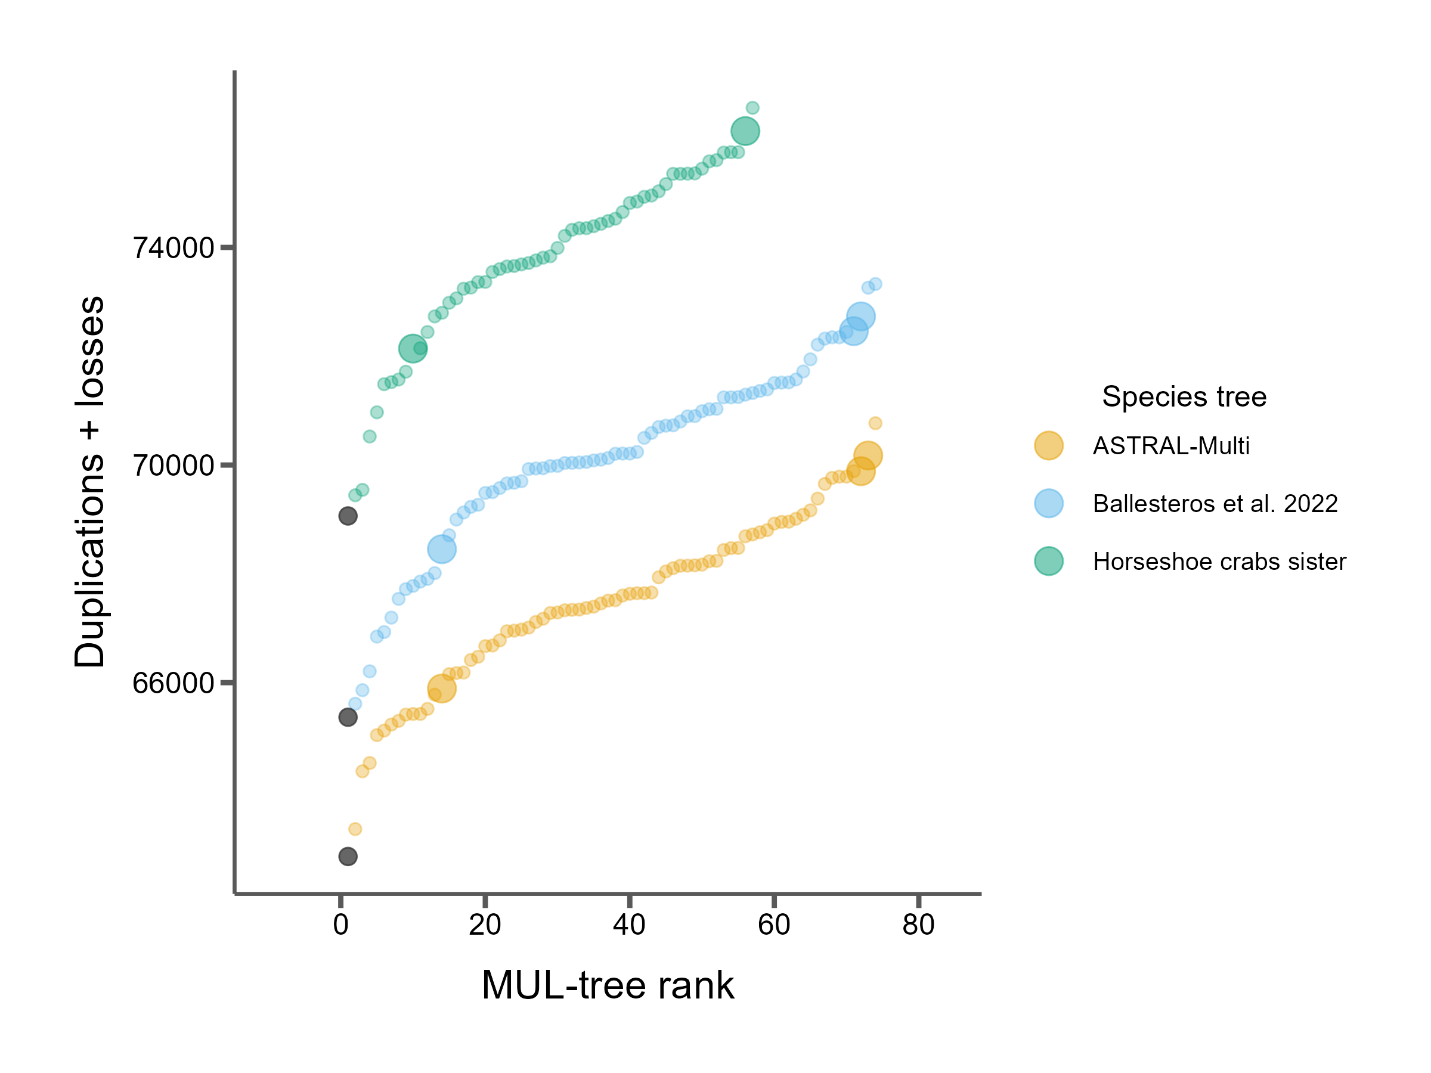 Duplications + losses
74000
70000
66000
0 20 40 60 80
MUL-tree rank
Species tree
ASTRAL-Multi
Ballesteros et al. 2022
Horseshoe crabs sister